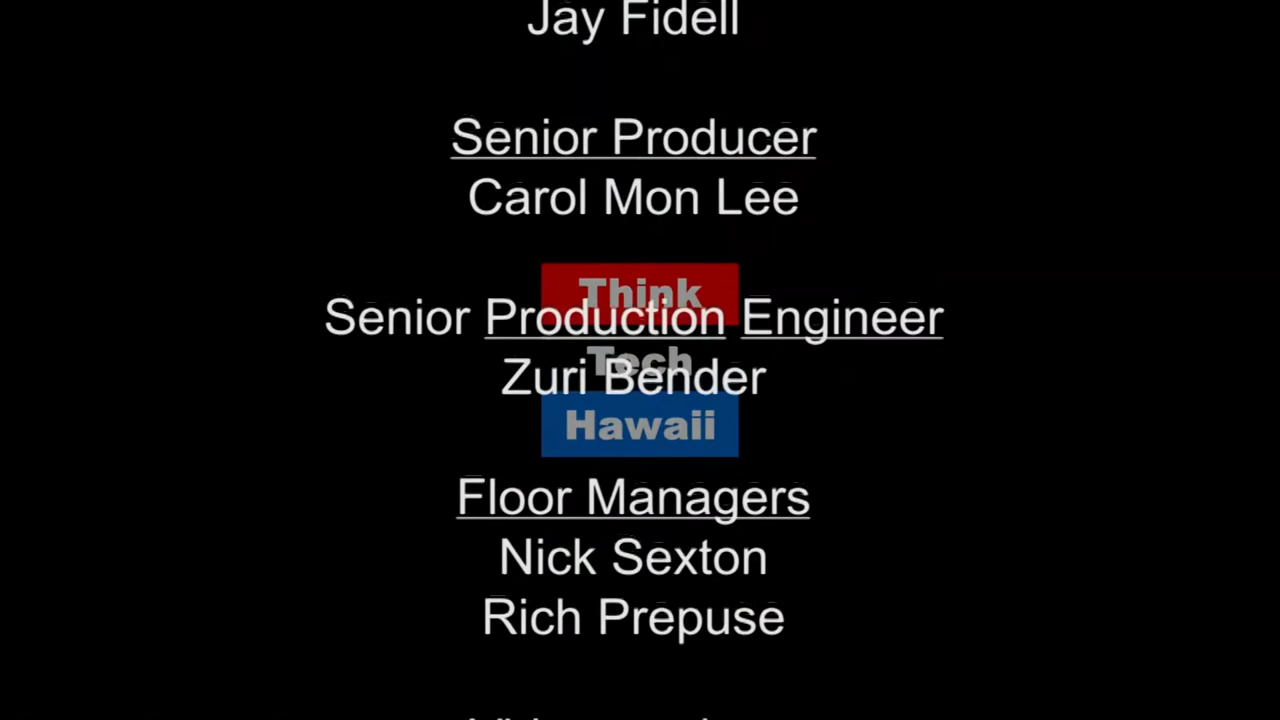 Jay Fidell
Senior Producer
Carol Mon Lee
Think
Senior Production Engineer
Tech
Zuri Bender
Hawaii
Floor Managers
Nick Sexton
Rich Prepuse